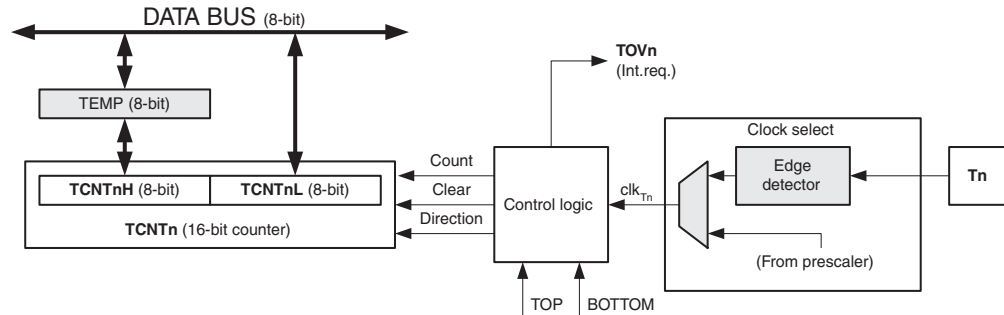 DATA BUS (8-bit)
TOVn
(Int.req.)
TEMP (8-bit)
Clock select
Count
Edge
detector
Tn
TCNTnH (8-bit) TCNTnL (8-bit)
Clear
Control logic
clkTn
TCNTn (16-bit counter)
Direction
(From prescaler)
TOP
BOTTOM